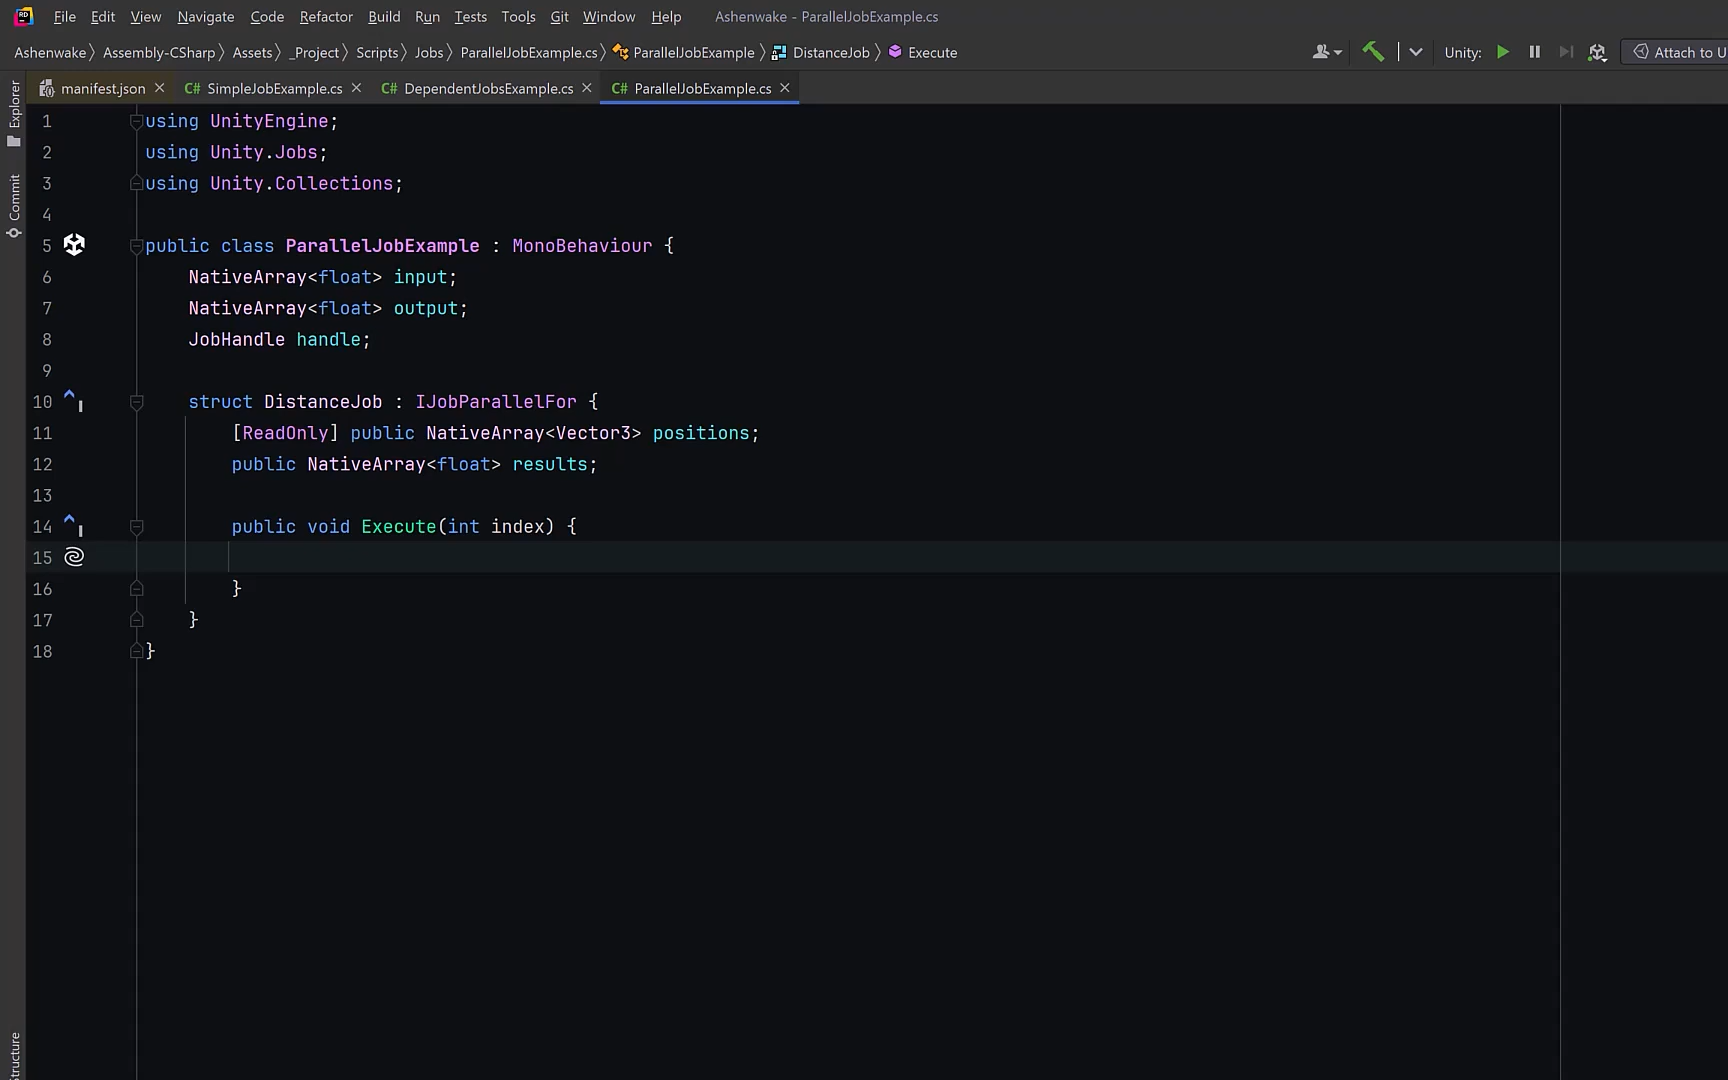 RD File Edit View Navigate Code Refactor Build Run Tests Tools Git Window Help Ashenwake - ParallelJobExample.cs
Ashenwake Assembly-CSharp Assets _Project Scripts Jobs ParallelJobExample.cs ParallelJobExample DistanceJob Execute Unity: Attach to U
manifest.json C# SimpleJobExample.cs C# DependentJobsExample.cs C# ParallelJobExample.cs
Explorer
Commit
Structure
1 using UnityEngine;
2 using Unity.Jobs;
3 using Unity.Collections;
4
5 public class ParallelJobExample : MonoBehaviour {
6 NativeArray<float> input;
7 NativeArray<float> output;
8 JobHandle handle;
9
10 struct DistanceJob : IJobParallelFor {
11 [ReadOnly] public NativeArray<Vector3> positions;
12 public NativeArray<float> results;
13
14 public void Execute(int index) {
15
16 }
17 }
18 }